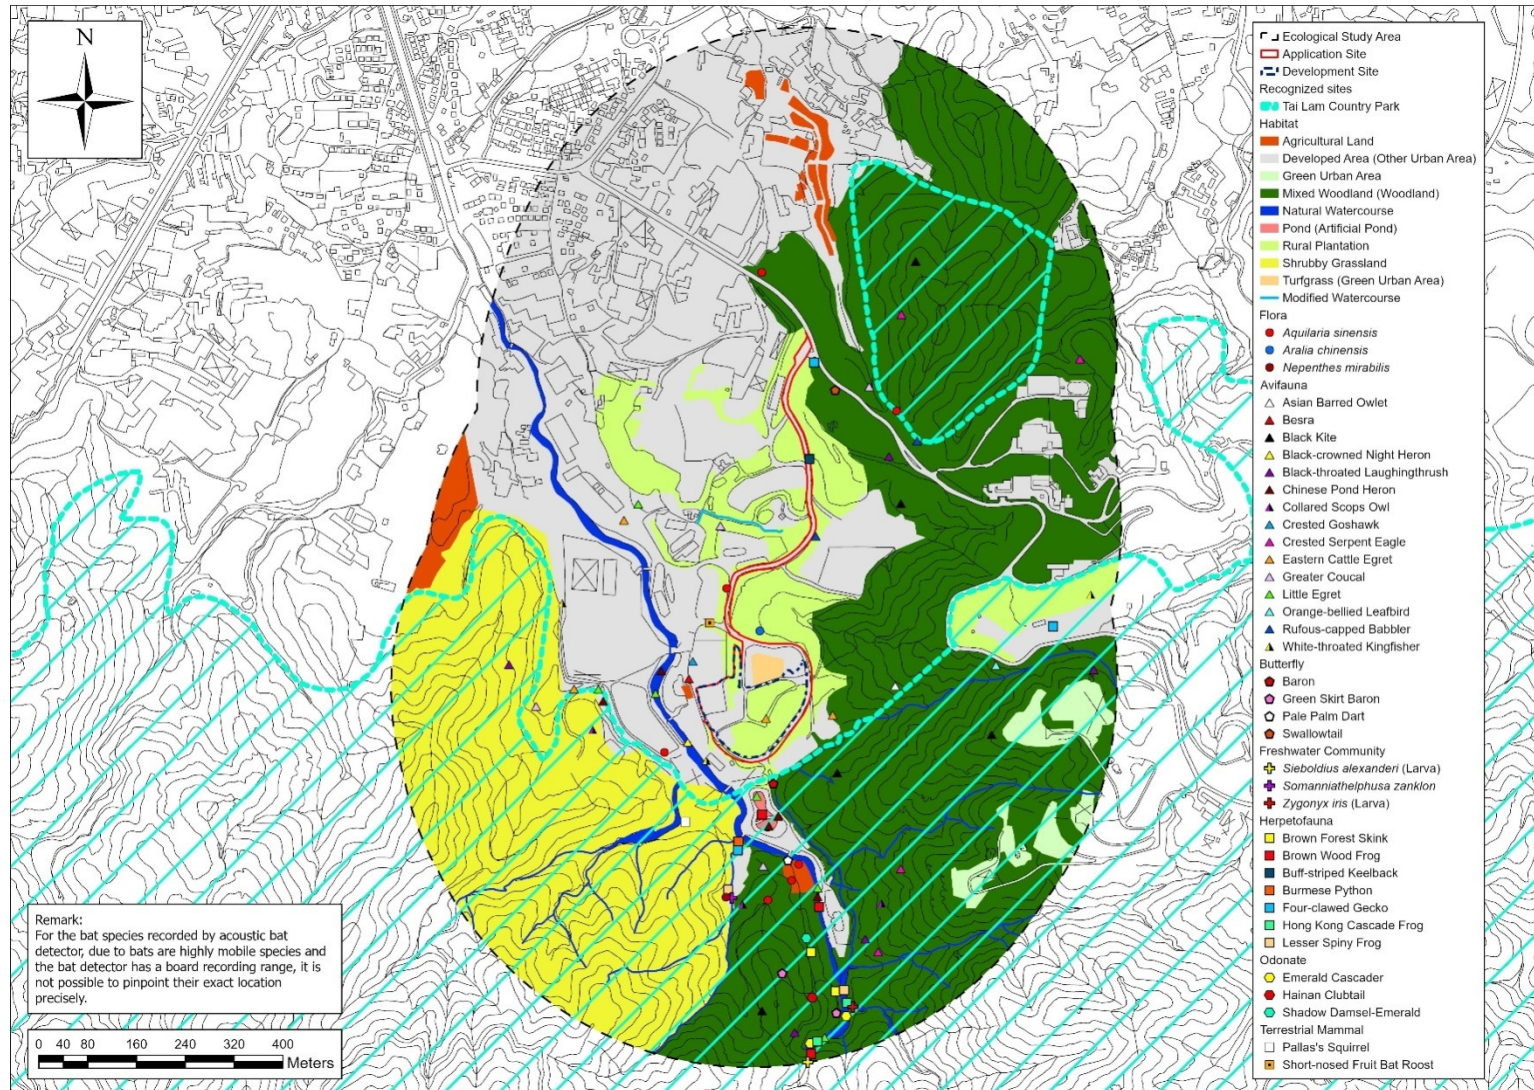 N
Ecological Study Area
Application Site
Development Site
Recognized sites
Tai Lam Country Park
Habitat
Agricultural Land
Developed Area (Other Urban Area)
Green Urban Area
Mixed Woodland (Woodland)
Natural Watercourse
Pond (Artificial Pond)
Rural Plantation
Shrubby Grassland
Turfgrass (Green Urban Area)
Modified Watercourse
Flora
Aquilaria sinensis
Aralia chinensis
Nepenthes mirabilis
Avifauna
Asian Barred Owlet
Besra
Black Kite
Black-crowned Night Heron
Black-throated Laughingthrush
Chinese Pond Heron
Collared Scops Owl
Crested Goshawk
Crested Serpent Eagle
Eastern Cattle Egret
Greater Coucal
Little Egret
Orange-bellied Leafbird
Rufous-capped Babbler
White-throated Kingfisher
Butterfly
Baron
Green Skirt Baron
Pale Palm Dart
Swallowtail
Freshwater Community
Sieboldius alexanderi (Larva)
Somanniathelphusa zanklon
Zygonyx iris (Larva)
Herpetofauna
Brown Forest Skink
Brown Wood Frog
Buff-striped Keelback
Burmese Python
Four-clawed Gecko
Hong Kong Cascade Frog
Lesser Spiny Frog
Odonate
Emerald Cascader
Hainan Clubtail
Shadow Damsel-Emerald
Terrestrial Mammal
Pallas's Squirrel
Short-nosed Fruit Bat Roost
Remark:
For the bat species recorded by acoustic bat
detector, due to bats are highly mobile species and
the bat detector has a board recording range, it is
not possible to pinpoint their exact location
precisely.
0 40 80 160 240 320 400
Meters